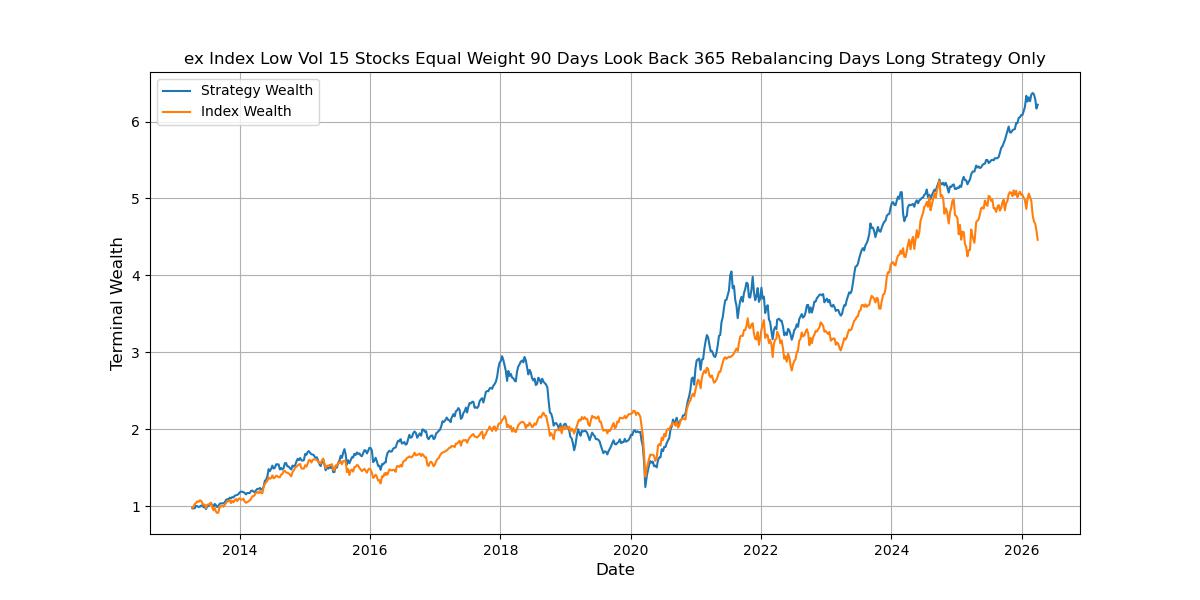 ex Index Low Vol 15 Stocks Equal Weight 90 Days Look Back 365 Rebalancing Days Long Strategy Only
Strategy Wealth
Index Wealth
Terminal Wealth
6
5
4
3
2
1
2014 2016 2018 2020 2022 2024 2026
Date